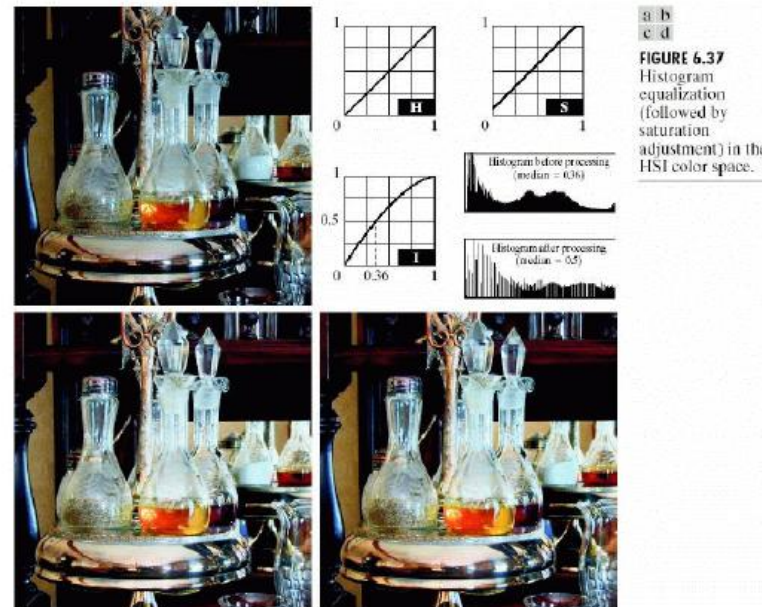 1
H
0
1
1
S
0
1
a b
c d
FIGURE 6.37
Histogram
equalization
(followed by
saturation
adjustment) in the
HSI color space.
1
0.5
I
0
0.36
1
Histogram before processing
(median = 0.36)
Histogram after processing
(median = 0.5)